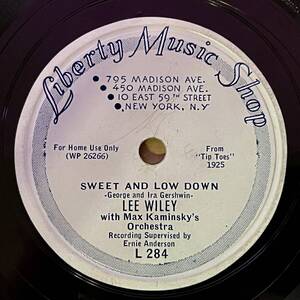 Liberty Music Shop
• 795 MADISON AVE.
• 450 MADISON AVE.
• 10 EAST 59TH STREET
• NEW YORK, N.Y
For Home Use Only
(WP 26266)
From
"Tip Toes"
1925
SWEET AND LOW DOWN
-George and Ira Gershwin-
LEE WILEY
with MAX KAMINSKY'S
Orchestra
Recording Supervised by
Ernie Anderson
L 284